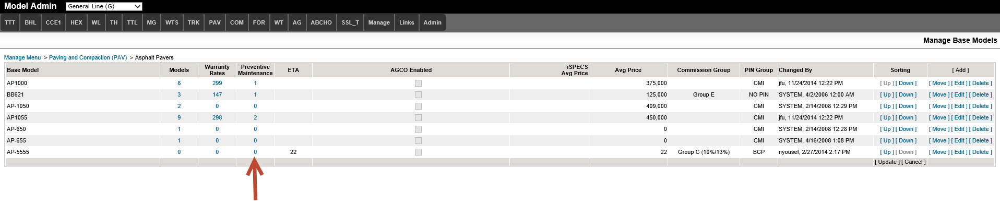 Model Admin General Line (G)
TTT BHL CCE1 HEX WL TH TTL MG WTS TRK PAV COM FOR WT AG ABCHO SSL_T Manage Links Admin
Manage Base Models
Manage Menu > Paving and Compaction (PAV) > Asphalt Pavers
Base Model Models Warranty Rates Preventive Maintenance ETA AGCO Enabled iSPECS Avg Price Avg Price Commission Group PIN Group Changed By Sorting [ Add ]
AP1000 6 299 1 375,000 CMI jfu, 11/24/2014 12:22 PM [ Up ] [ Down ] [ Move ] [ Edit ] [ Delete ]
BB621 3 147 1 125,000 Group E NO PIN SYSTEM, 4/2/2006 12:00 AM [ Up ] [ Down ] [ Move ] [ Edit ] [ Delete ]
AP-1050 2 0 0 409,000 CMI SYSTEM, 2/14/2008 12:29 PM [ Up ] [ Down ] [ Move ] [ Edit ] [ Delete ]
AP1055 9 298 2 450,000 CMI jfu, 11/24/2014 12:22 PM [ Up ] [ Down ] [ Move ] [ Edit ] [ Delete ]
AP-650 1 0 0 0 CMI SYSTEM, 2/14/2008 12:28 PM [ Up ] [ Down ] [ Move ] [ Edit ] [ Delete ]
AP-655 1 0 0 0 CMI SYSTEM, 4/16/2008 1:08 PM [ Up ] [ Down ] [ Move ] [ Edit ] [ Delete ]
AP-5555 0 0 0 22 22 Group C (10%/13%) BCP nyousef, 2/27/2014 2:17 PM [ Up ] [ Down ] [ Move ] [ Edit ] [ Delete ]
[ Update ] [ Cancel ]